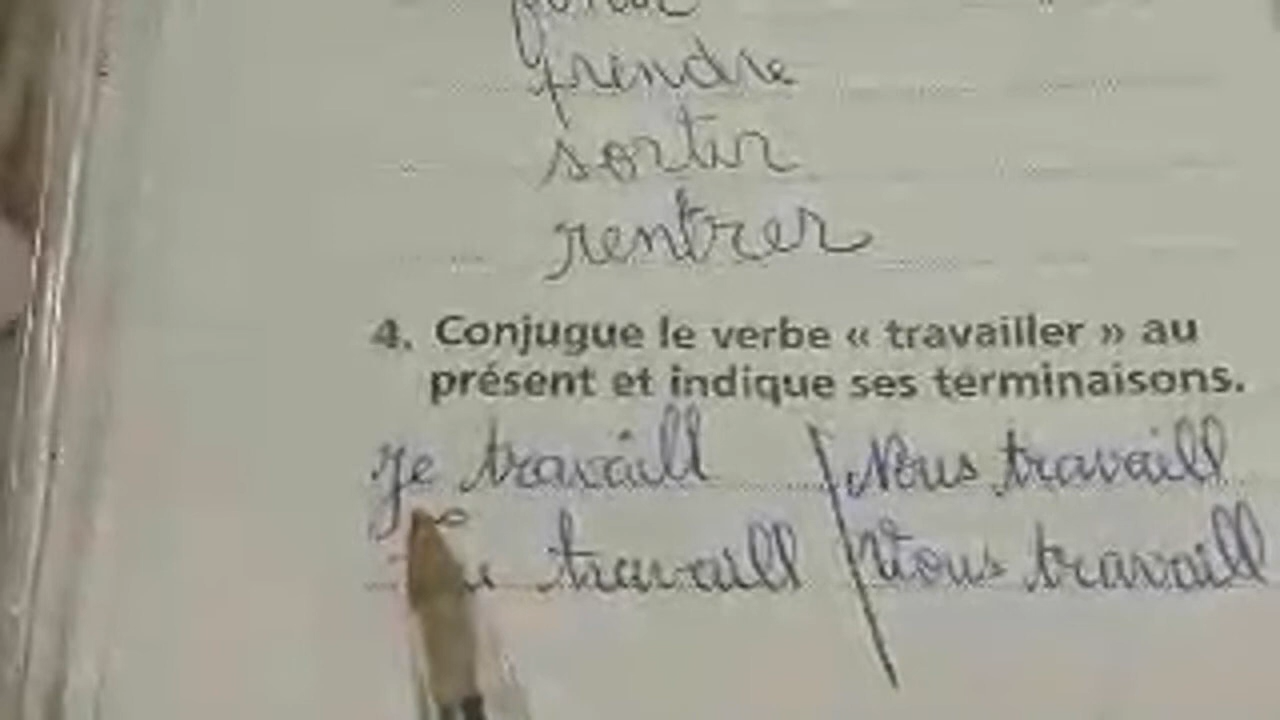 prendre
sortir
rentrer
4. Conjugue le verbe « travailler » au
présent et indique ses terminaisons.
Je travaill Nous travaill
travaill Vous travaill